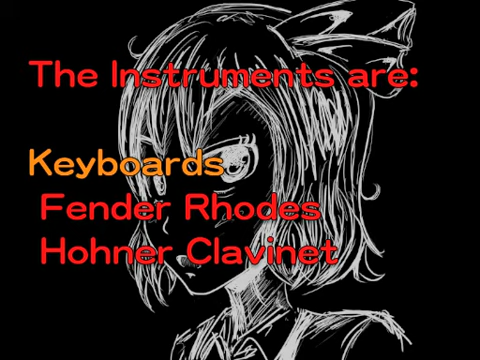 The Instruments are:
Keyboards
Fender Rhodes
Hohner Clavinet